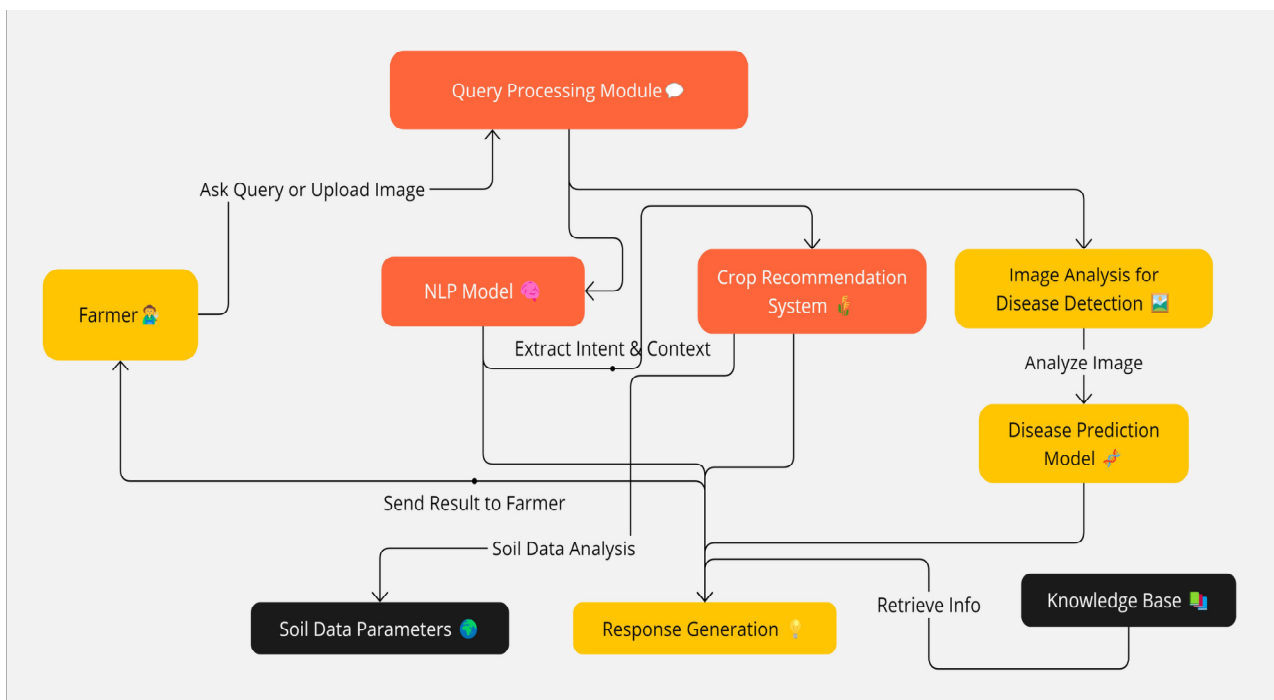 Query Processing Module
Ask Query or Upload Image
Farmer
NLP Model
Crop Recommendation
System
Image Analysis for
Disease Detection
Extract Intent & Context
Analyze Image
Disease Prediction
Model
Send Result to Farmer
Soil Data Analysis
Retrieve Info
Knowledge Base
Soil Data Parameters
Response Generation